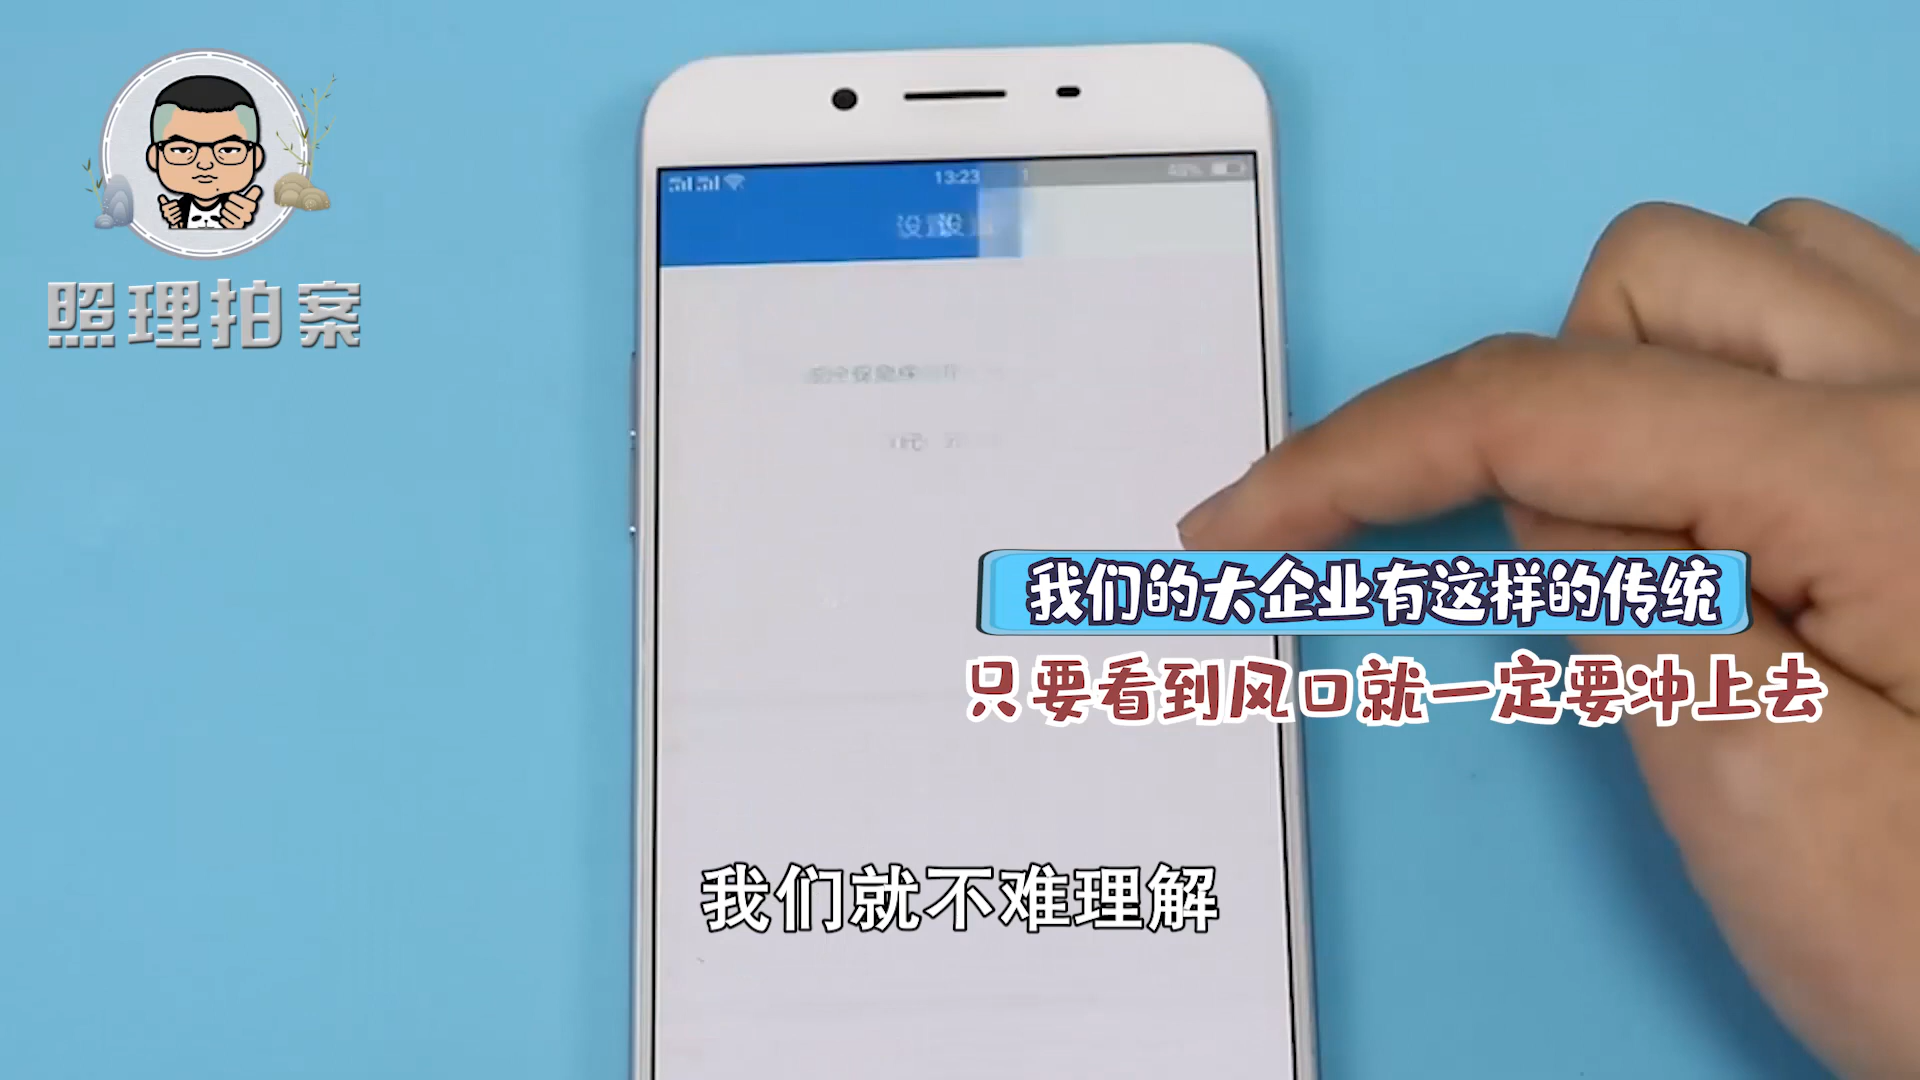 照理拍案
13:23
我们的大企业有这样的传统
只要看到风口就一定要冲上去
我们就不难理解